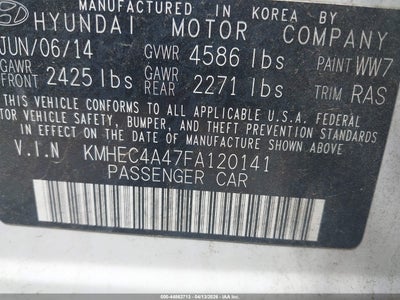 MANUFACTURED IN KOREA BY
HYUNDAI MOTOR COMPANY
JUN/06/14 GVWR 4586 lbs PAINT WW7
GAWR FRONT 2425 lbs GAWR REAR 2271 lbs TRIM RAS
THIS VEHICLE CONFORMS TO ALL APPLICABLE U.S.A. FEDERAL
MOTOR VEHICLE SAFETY, BUMPER, AND THEFT PREVENTION STANDARDS
IN EFFECT ON THE DATE OF MANUFACTURE SHOWN ABOVE.
V.I.N KMHEC4A47FA120141
PASSENGER CAR